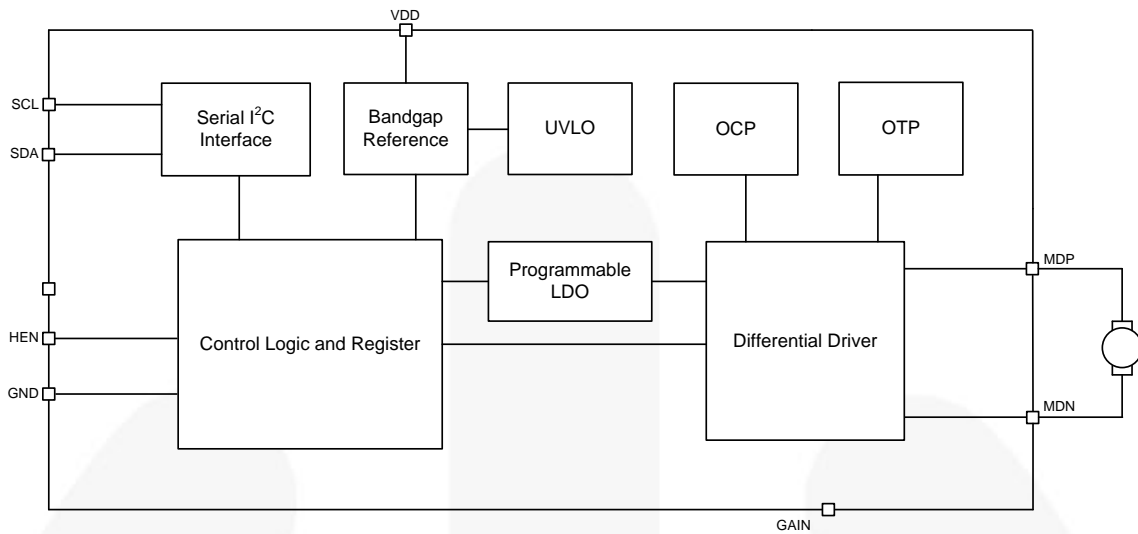 VDD
SCL
SDA
Serial I²C
Interface
Bandgap
Reference
UVLO
OCP
OTP
Programmable
LDO
MDP
HEN
Control Logic and Register
Differential Driver
GND
MDN
GAIN